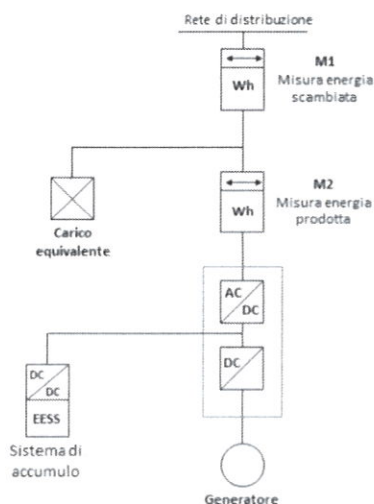 Rete di distribuzione
M1
Misura energia
scambiata
Wh
M2
Misura energia
prodotta
Wh
Carico
equivalente
AC
DC
DC
DC
DC
EESS
Sistema di
accumulo
Generatore